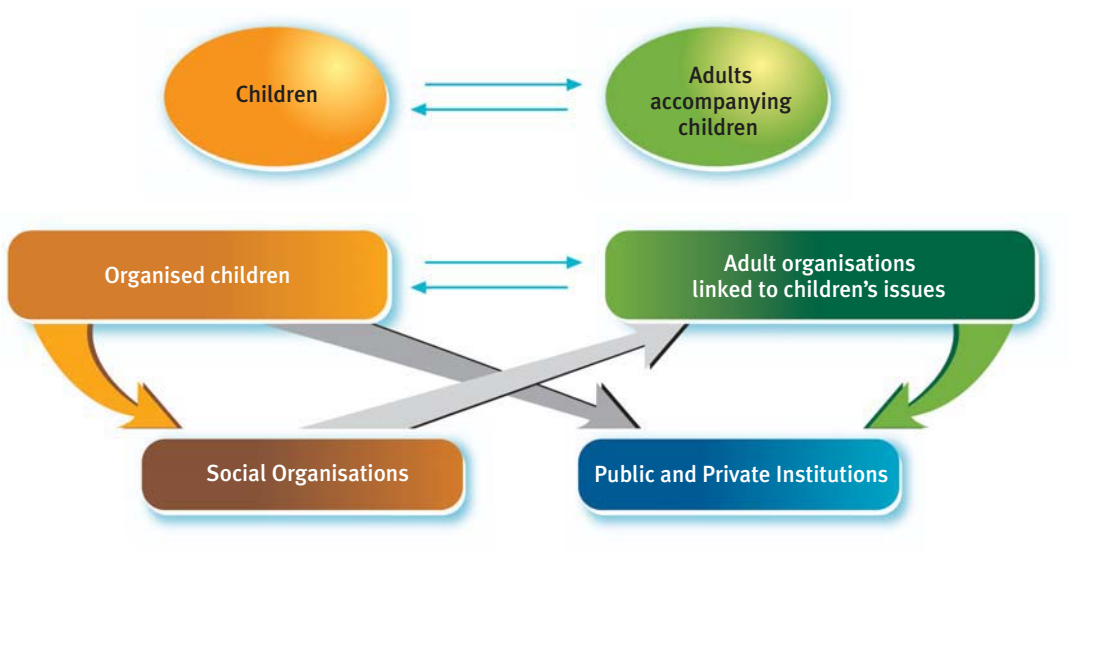 Children
Adults
accompanying
children
Organised children
Adult organisations
linked to children's issues
Social Organisations
Public and Private Institutions